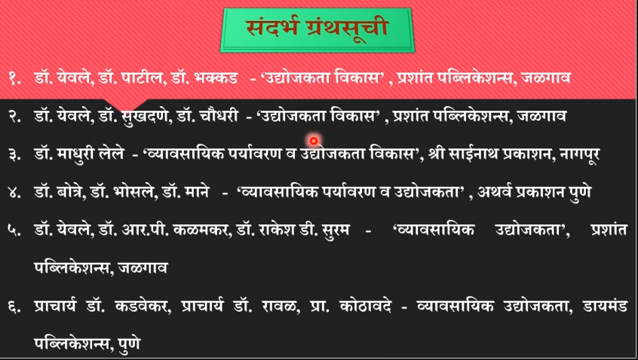 संदर्भ ग्रंथसूची
१. डॉ. येवले, डॉ. पाटील, डॉ. भक्कड - ‘उद्योजकता विकास’ , प्रशांत पब्लिकेशन्स, जळगाव
२. डॉ. येवले, डॉ. सुखदणे, डॉ. चौधरी - ‘उद्योजकता विकास’ , प्रशांत पब्लिकेशन्स, जळगाव
३. डॉ. माधुरी लेले - ‘व्यावसायिक पर्यावरण व उद्योजकता विकास’, श्री साईनाथ प्रकाशन, नागपूर
४. डॉ. बोत्रे, डॉ. भोसले, डॉ. माने - ‘व्यावसायिक पर्यावरण व उद्योजकता’ , अथर्व प्रकाशन पुणे
५. डॉ. येवले, डॉ. आर.पी. कळमकर, डॉ. राकेश डी. सुरम - ‘व्यावसायिक उद्योजकता’, प्रशांत
पब्लिकेशन्स, जळगाव
६. प्राचार्य डॉ. कडवेकर, प्राचार्य डॉ. रावळ, प्रा. कोठावदे - व्यावसायिक उद्योजकता, डायमंड
पब्लिकेशन्स, पुणे